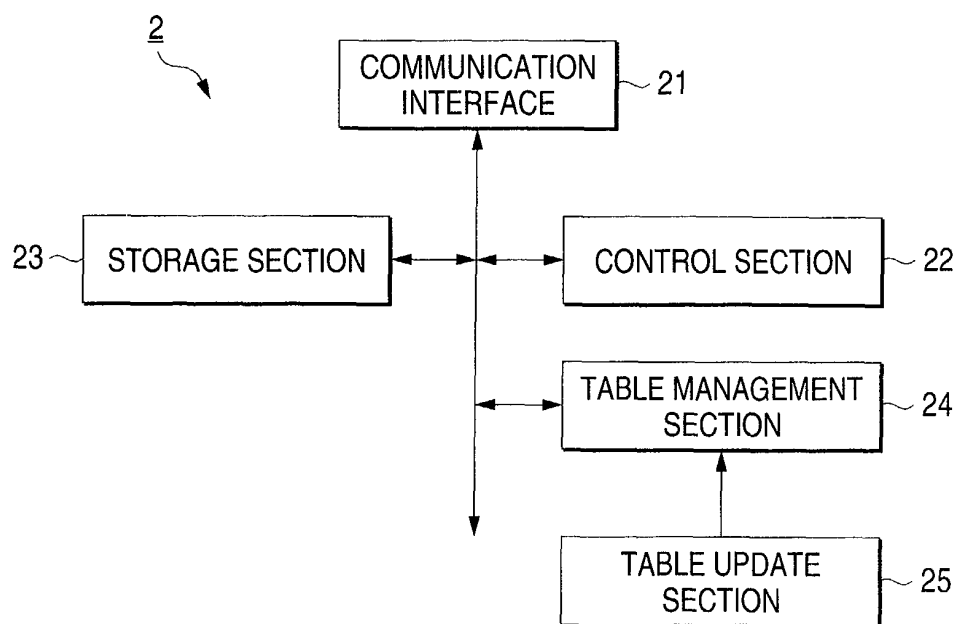 2
COMMUNICATION
INTERFACE
21
23
STORAGE SECTION
CONTROL SECTION
22
TABLE MANAGEMENT
SECTION
24
TABLE UPDATE
SECTION
25